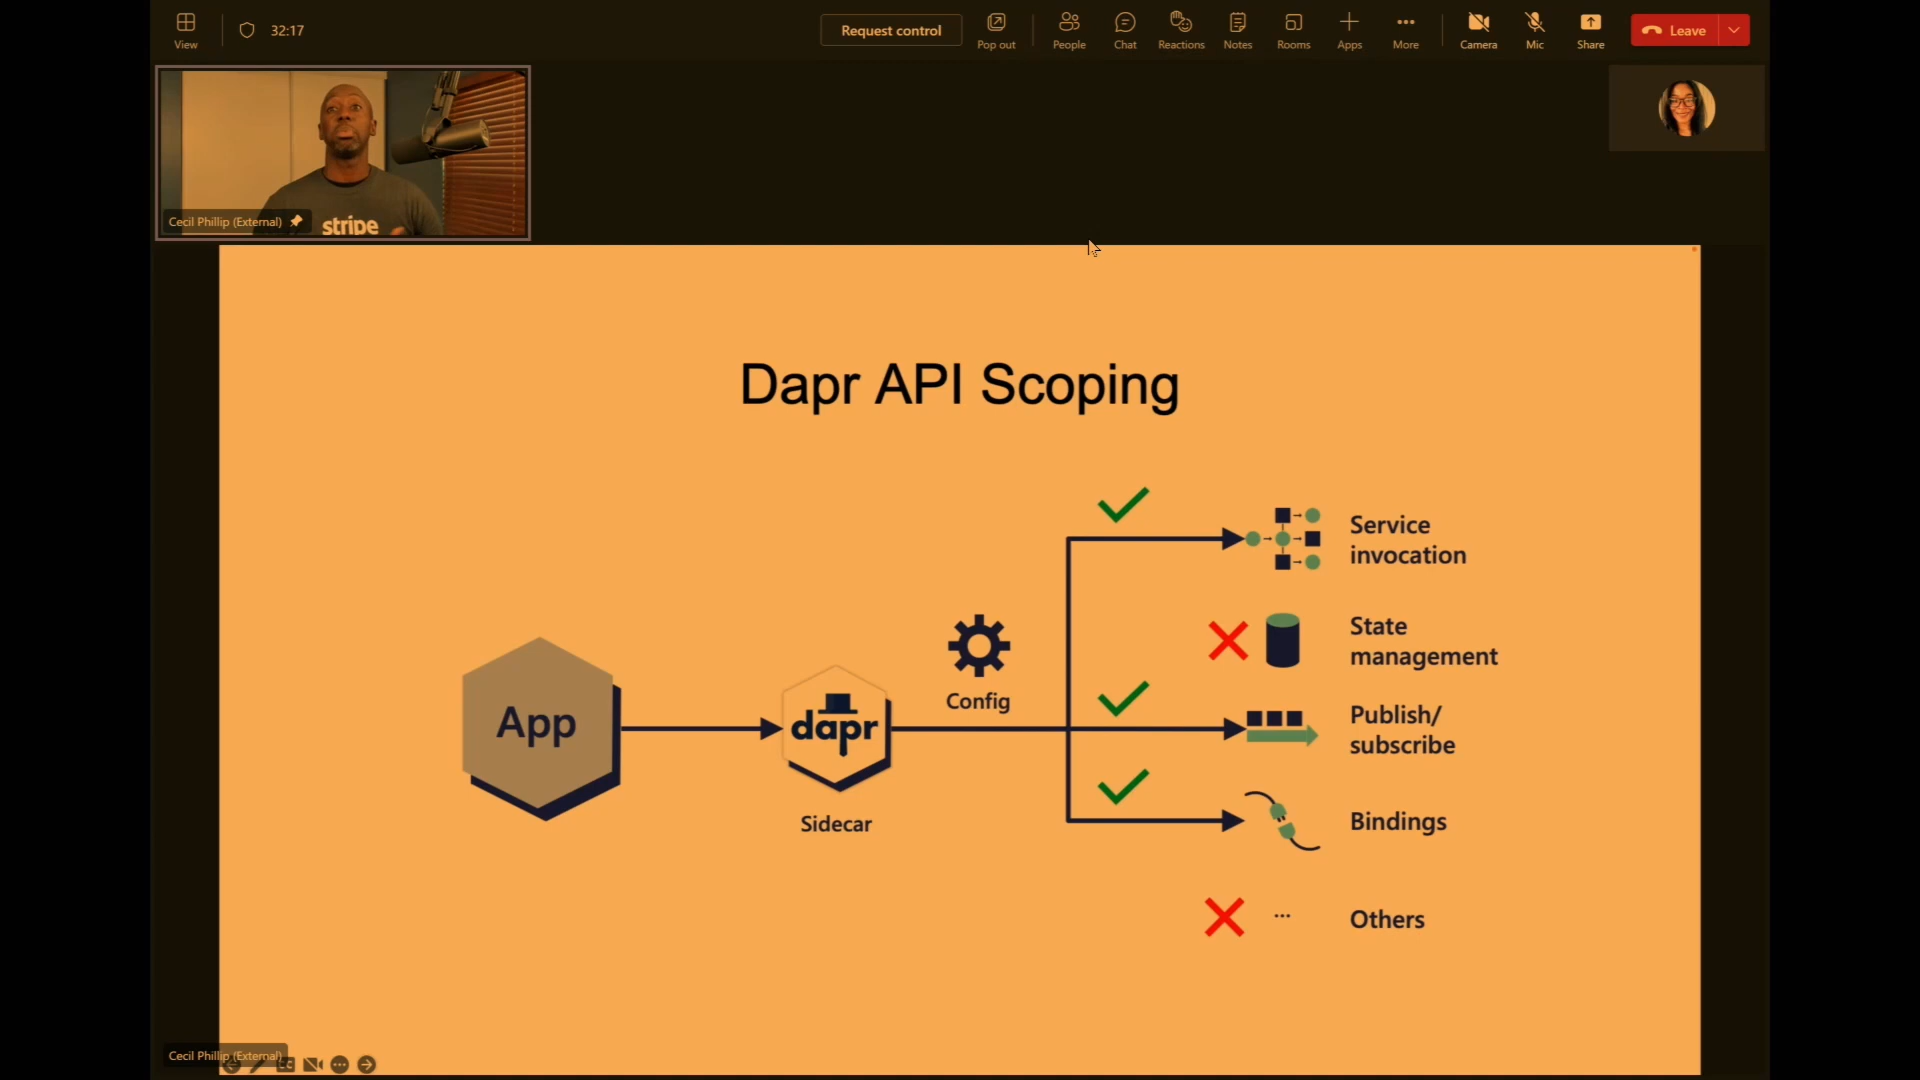 View
32:17
Request control
Pop out
People
Chat
Reactions
Notes
Rooms
Apps
More
Camera
Mic
Share
Leave
Cecil Phillip (External)
stripe
Dapr API Scoping
Service
invocation
State
management
Config
App
dapr
Publish/
subscribe
Sidecar
Bindings
... Others
Cecil Phillip (External)
CC